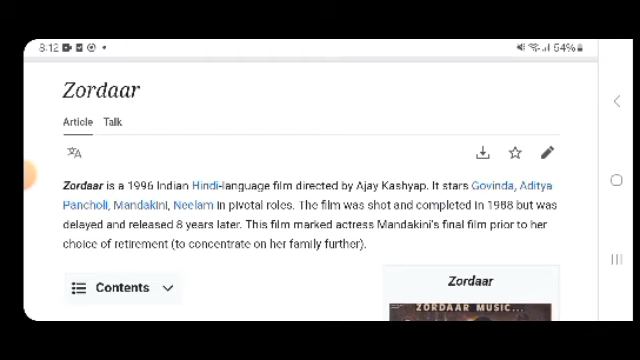 8:12
54%
Zordaar
Article Talk
Zordaar is a 1996 Indian Hindi-language film directed by Ajay Kashyap. It stars Govinda, Aditya
Pancholi, Mandakini, Neelam in pivotal roles. The film was shot and completed in 1988 but was
delayed and released 8 years later. This film marked actress Mandakini's final film prior to her
choice of retirement (to concentrate on her family further).
Contents
Zordaar
ZORDAAR MUSIC...